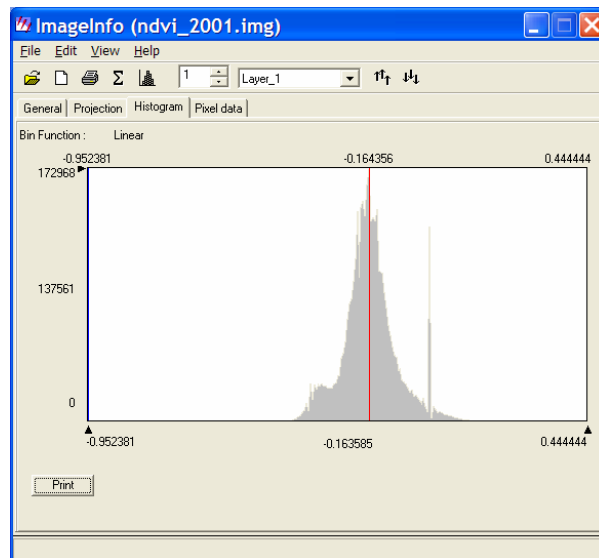 ImageInfo (ndvi_2001.img)
File Edit View Help
Σ 1 Layer_1
General Projection Histogram Pixel data
Bin Function : Linear
-0.952381 -0.164356 0.444444
172968
137561
0
-0.952381 -0.163585 0.444444
Print